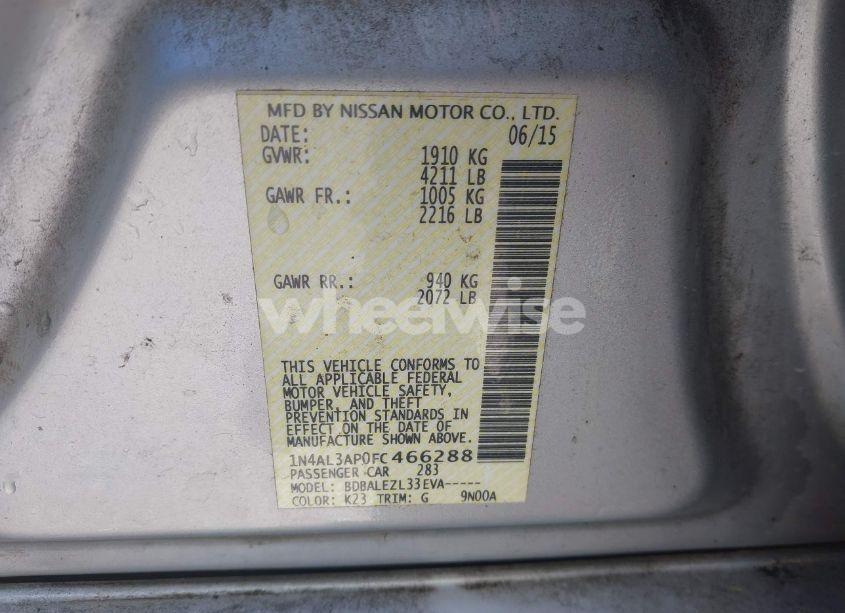 MFD BY NISSAN MOTOR CO., LTD.
DATE: 06/15
GVWR: 1910 KG
4211 LB
GAWR FR.: 1005 KG
2216 LB
GAWR RR.: 940 KG
2072 LB
wheelwise
THIS VEHICLE CONFORMS TO
ALL APPLICABLE FEDERAL
MOTOR VEHICLE SAFETY,
BUMPER, AND THEFT
PREVENTION STANDARDS IN
EFFECT ON THE DATE OF
MANUFACTURE SHOWN ABOVE.
1N4AL3AP0FC466288
PASSENGER CAR 283
MODEL: BDBALEZL33EVA-----
COLOR: K23 TRIM: G 9N00A